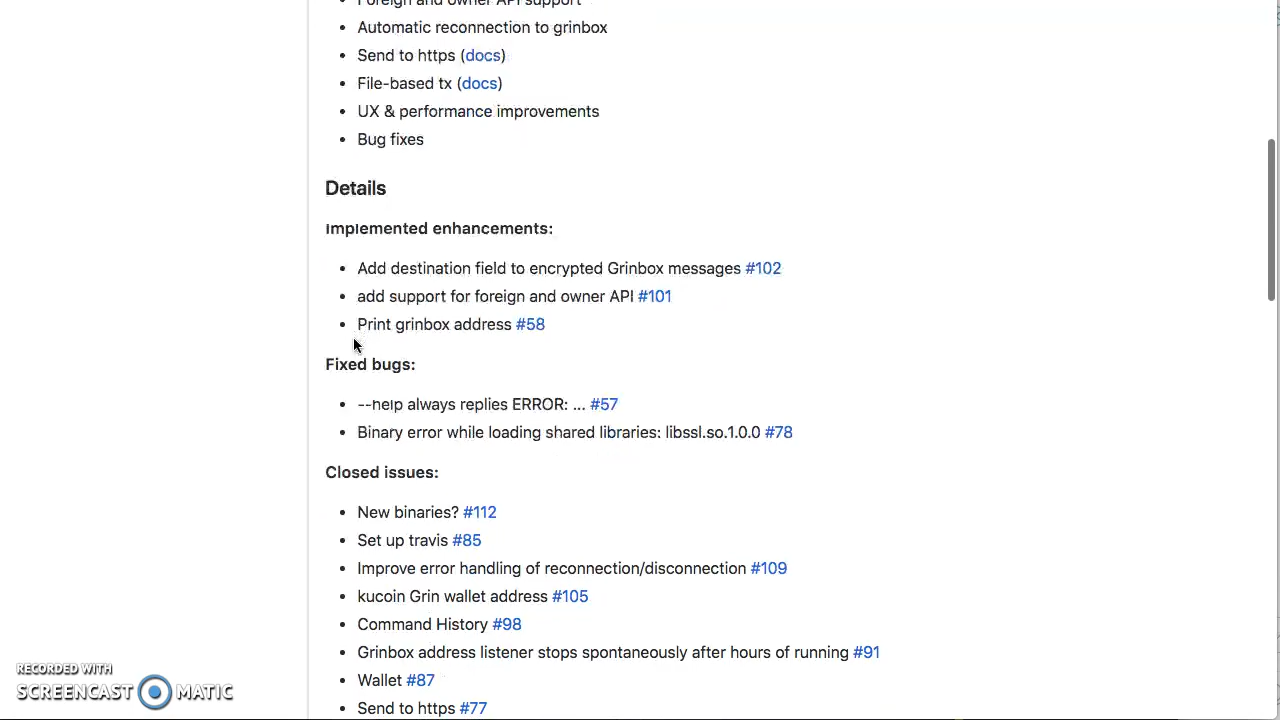 Foreign and owner API support
Automatic reconnection to grinbox
Send to https (docs)
File-based tx (docs)
UX & performance improvements
Bug fixes
Details
Implemented enhancements:
Add destination field to encrypted Grinbox messages #102
add support for foreign and owner API #101
Print grinbox address #58
Fixed bugs:
--help always replies ERROR: ... #57
Binary error while loading shared libraries: libssl.so.1.0.0 #78
Closed issues:
New binaries? #112
Set up travis #85
Improve error handling of reconnection/disconnection #109
kucoin Grin wallet address #105
Command History #98
Grinbox address listener stops spontaneously after hours of running #91
Wallet #87
Send to https #77
RECORDED WITH
SCREENCAST MATIC